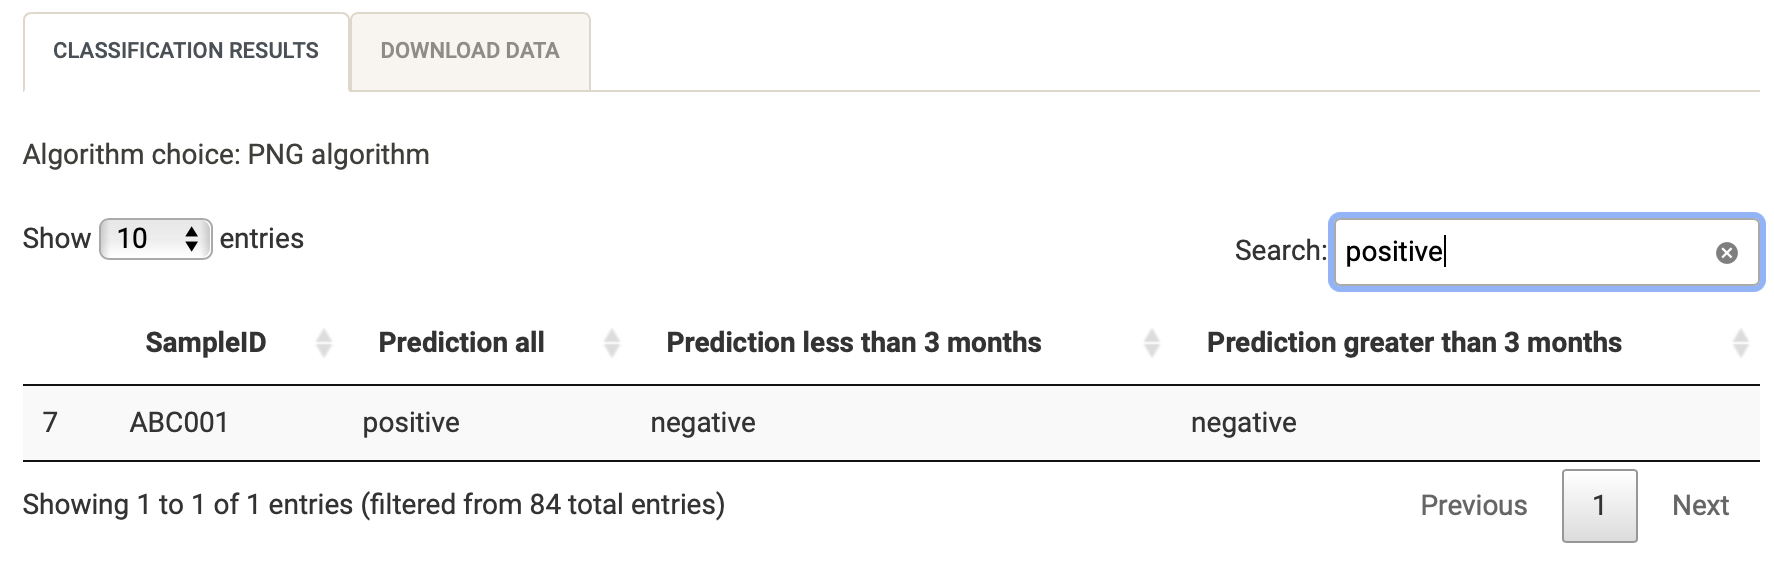 CLASSIFICATION RESULTS DOWNLOAD DATA
Algorithm choice: PNG algorithm
Show 10 entries Search: positive
SampleID Prediction all Prediction less than 3 months Prediction greater than 3 months
7 ABC001 positive negative negative
Showing 1 to 1 of 1 entries (filtered from 84 total entries) Previous 1 Next